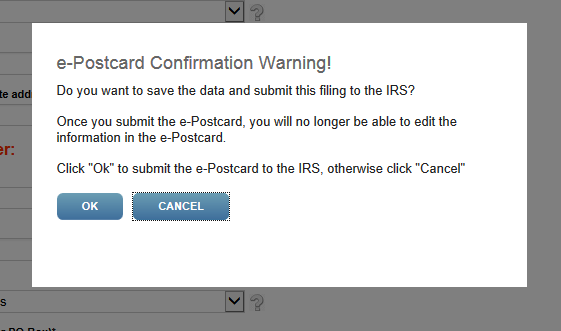 ?
te add
er:
e-Postcard Confirmation Warning!
Do you want to save the data and submit this filing to the IRS?
Once you submit the e-Postcard, you will no longer be able to edit the
information in the e-Postcard.
Click "Ok" to submit the e-Postcard to the IRS, otherwise click "Cancel"
OK CANCEL
s ?